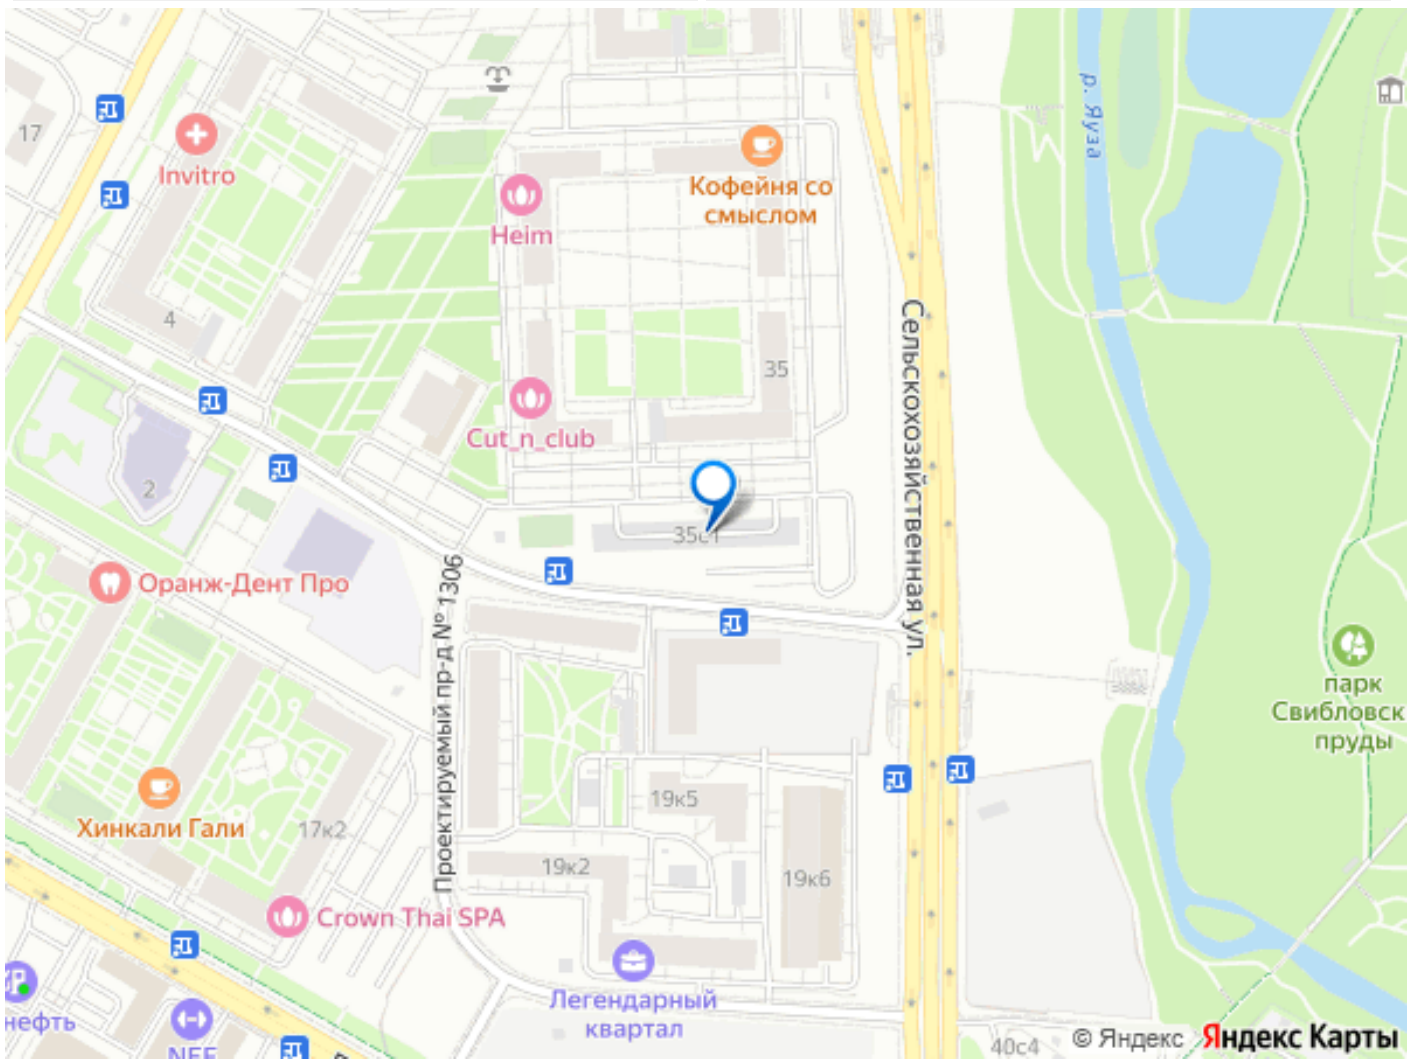 17
Invitro
р. Яуза
Кофейня со
смыслом
Heim
4
Сельскохозяйственная ул.
35
Cut_n_club
2
35с1
Оранж-Дент Про
Проектируемый пр-д № 1306
парк
Свибловск
пруды
19к5
Хинкали Гали
17к2
19к2
19к6
Crown Thai SPA
нефть
Легендарный
квартал
40с4
© Яндекс Яндекс Карты